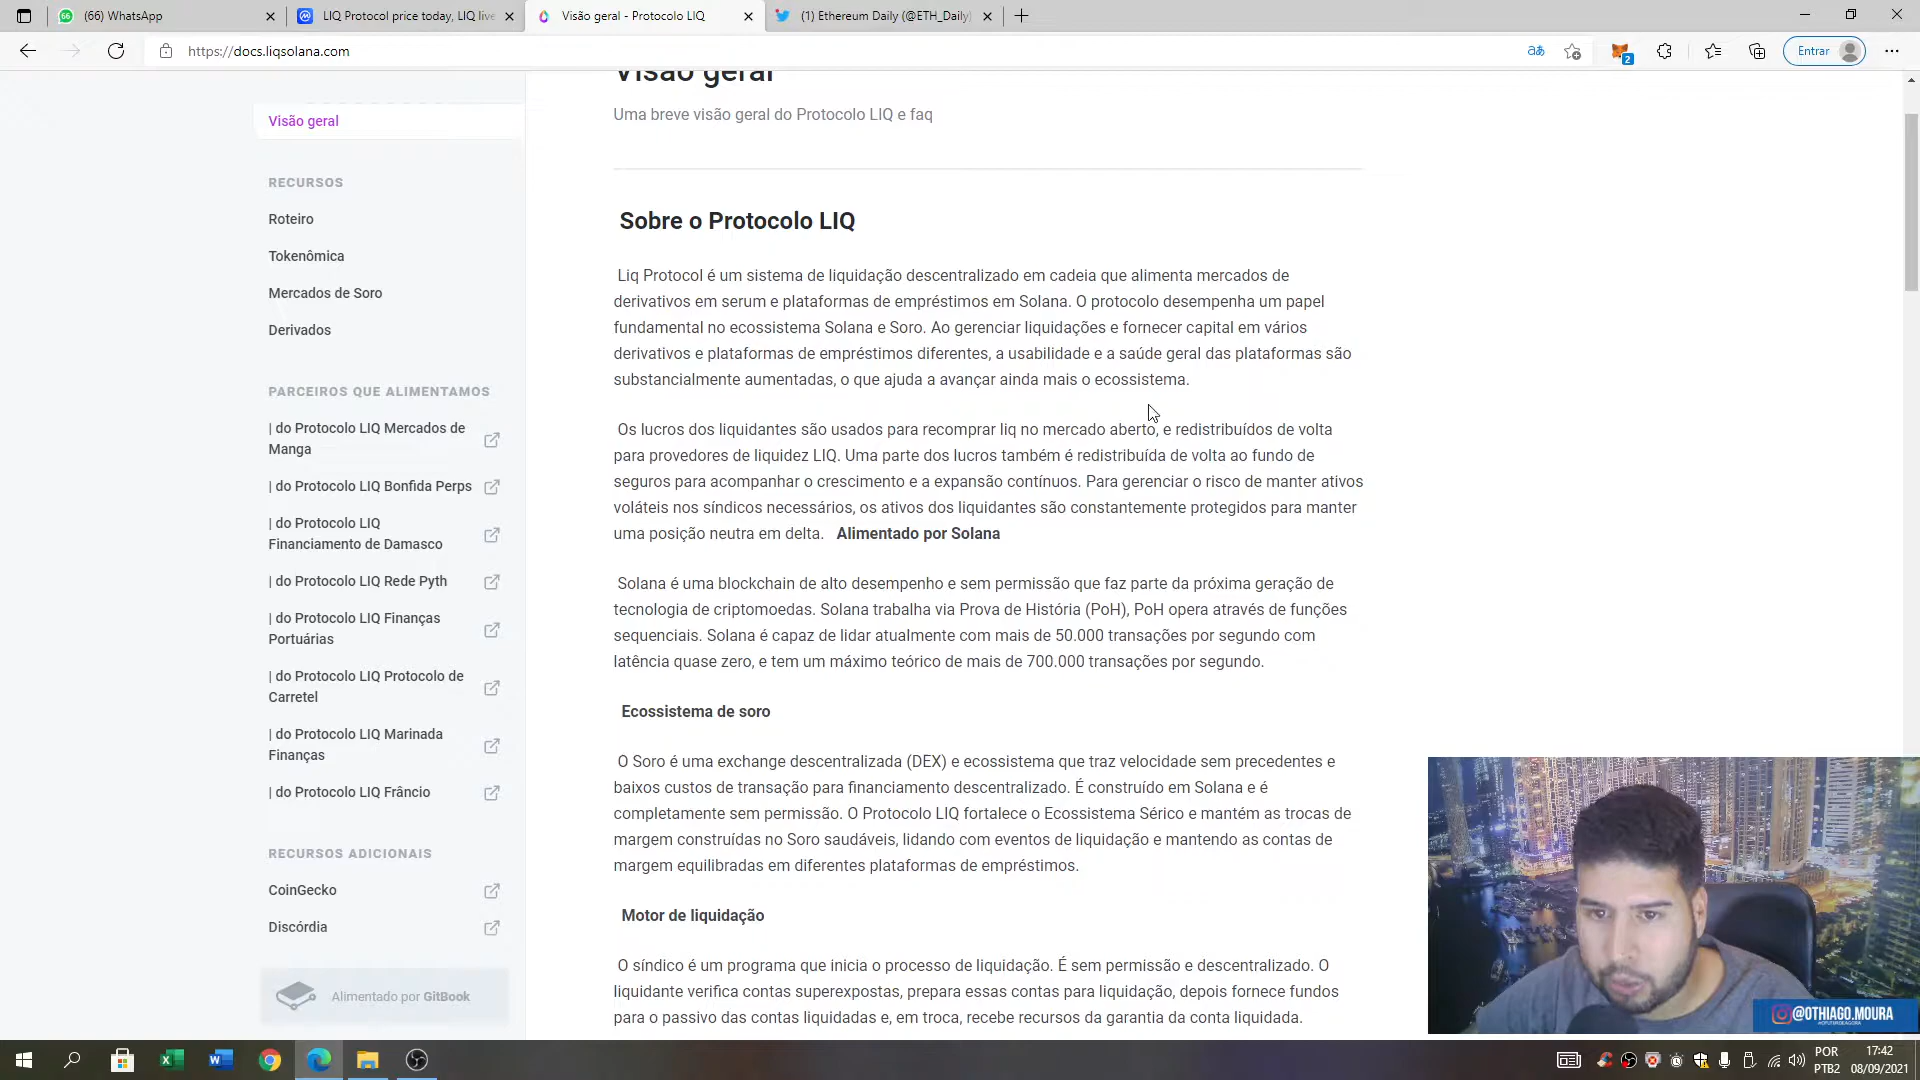 (66) WhatsApp
LIQ Protocol price today, LIQ live
Visão geral - Protocolo LIQ
(1) Ethereum Daily (@ETH_Daily)
https://docs.liqsolana.com
Entrar
2
Visão geral
Uma breve visão geral do Protocolo LIQ e faq
Visão geral
RECURSOS
Roteiro
Tokenômica
Mercados de Soro
Derivados
PARCEIROS QUE ALIMENTAMOS
| do Protocolo LIQ Mercados de
Manga
| do Protocolo LIQ Bonfida Perps
| do Protocolo LIQ
Financiamento de Damasco
| do Protocolo LIQ Rede Pyth
| do Protocolo LIQ Finanças
Portuárias
| do Protocolo LIQ Protocolo de
Carretel
| do Protocolo LIQ Marinada
Finanças
| do Protocolo LIQ Frâncio
RECURSOS ADICIONAIS
CoinGecko
Discórdia
Alimentado por GitBook
Sobre o Protocolo LIQ
Liq Protocol é um sistema de liquidação descentralizado em cadeia que alimenta mercados de
derivativos em serum e plataformas de empréstimos em Solana. O protocolo desempenha um papel
fundamental no ecossistema Solana e Soro. Ao gerenciar liquidações e fornecer capital em vários
derivativos e plataformas de empréstimos diferentes, a usabilidade e a saúde geral das plataformas são
substancialmente aumentadas, o que ajuda a avançar ainda mais o ecossistema.
Os lucros dos liquidantes são usados para recomprar liq no mercado aberto, e redistribuídos de volta
para provedores de liquidez LIQ. Uma parte dos lucros também é redistribuída de volta ao fundo de
seguros para acompanhar o crescimento e a expansão contínuos. Para gerenciar o risco de manter ativos
voláteis nos síndicos necessários, os ativos dos liquidantes são constantemente protegidos para manter
uma posição neutra em delta. Alimentado por Solana
Solana é uma blockchain de alto desempenho e sem permissão que faz parte da próxima geração de
tecnologia de criptomoedas. Solana trabalha via Prova de História (PoH), PoH opera através de funções
sequenciais. Solana é capaz de lidar atualmente com mais de 50.000 transações por segundo com
latência quase zero, e tem um máximo teórico de mais de 700.000 transações por segundo.
Ecossistema de soro
O Soro é uma exchange descentralizada (DEX) e ecossistema que traz velocidade sem precedentes e
baixos custos de transação para financiamento descentralizado. É construído em Solana e é
completamente sem permissão. O Protocolo LIQ fortalece o Ecossistema Sérico e mantém as trocas de
margem construídas no Soro saudáveis, lidando com eventos de liquidação e mantendo as contas de
margem equilibradas em diferentes plataformas de empréstimos.
Motor de liquidação
O síndico é um programa que inicia o processo de liquidação. É sem permissão e descentralizado. O
liquidante verifica contas superexpostas, prepara essas contas para liquidação, depois fornece fundos
para o passivo das contas liquidadas e, em troca, recebe recursos da garantia da conta liquidada.
@OTHIAGO.MOURA
POR
PTB2
17:42
08/09/2021